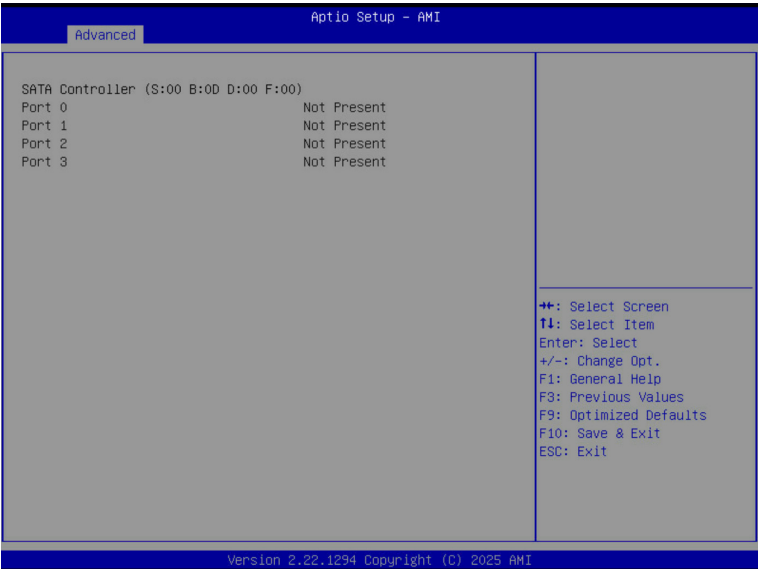 Aptio Setup – AMI
Advanced
SATA Controller (S:00 B:0D D:00 F:00)
Port 0 Not Present
Port 1 Not Present
Port 2 Not Present
Port 3 Not Present
→←: Select Screen
↑↓: Select Item
Enter: Select
+/-: Change Opt.
F1: General Help
F3: Previous Values
F9: Optimized Defaults
F10: Save & Exit
ESC: Exit
Version 2.22.1294 Copyright (C) 2025 AMI